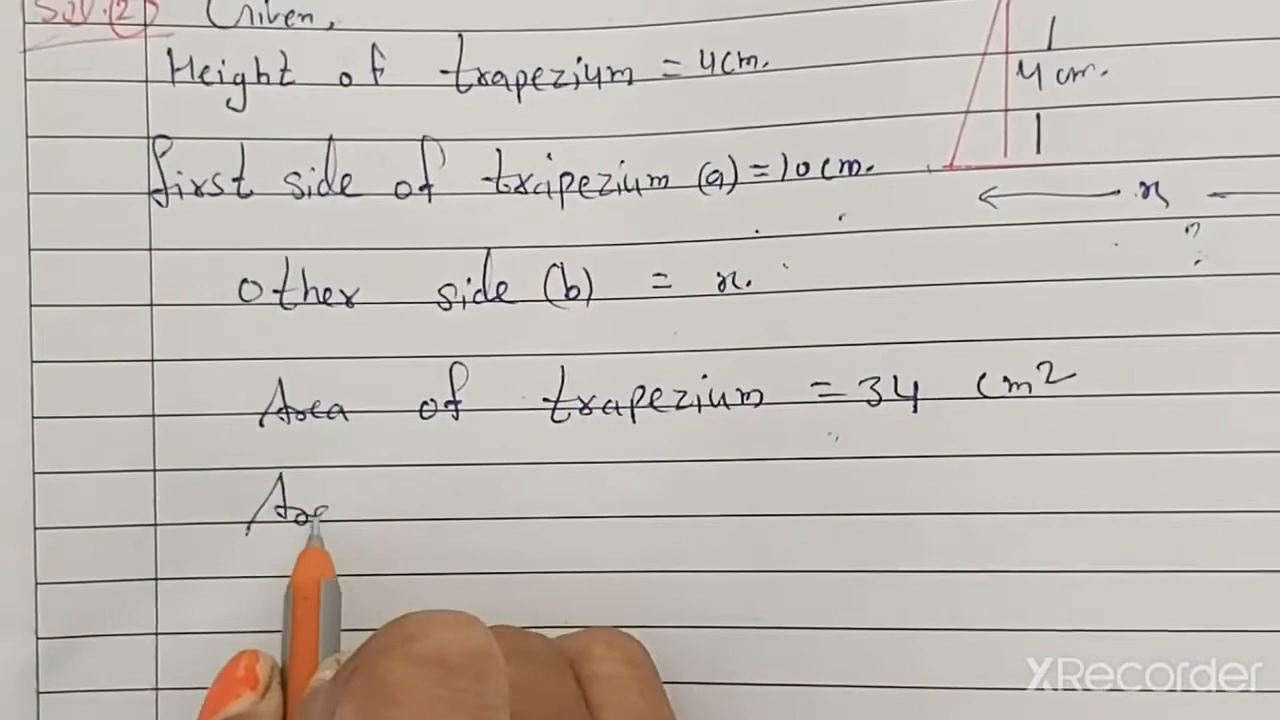 Sol.(2) Given,
Height of trapezium = 4cm.
4 cm.
first side of trapezium (a) = 10 cm.
x
?
Other side (b) = x.
Area of trapezium = 34 cm2
Are
XRecorder